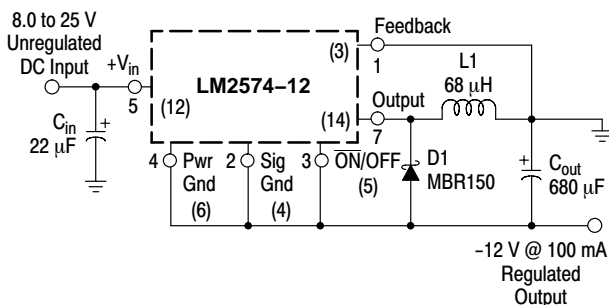 8.0 to 25 V
Unregulated
DC Input
+Vin
5
Cin
22 µF
+
(12)
LM2574–12
(3)
Feedback
1
(14)
Output
7
L1
68 µH
4
Pwr
Gnd
(6)
2
Sig
Gnd
(4)
3
O̅N̅/OFF
(5)
D1
MBR150
+
Cout
680 µF
–12 V @ 100 mA
Regulated
Output